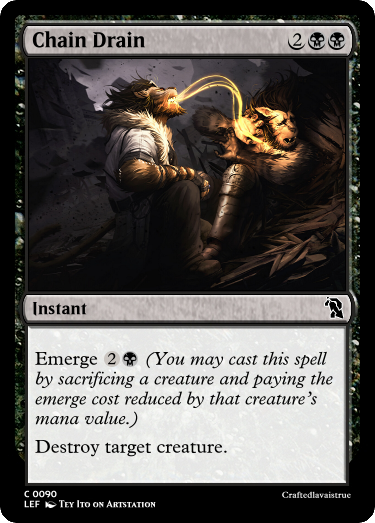 Chain Drain 2
Instant
Emerge 2 (You may cast this spell
by sacrificing a creature and paying the
emerge cost reduced by that creature's
mana value.)
Destroy target creature.
C 0090
LEF Tey Ito on Artstation
Craftedlavaistrue